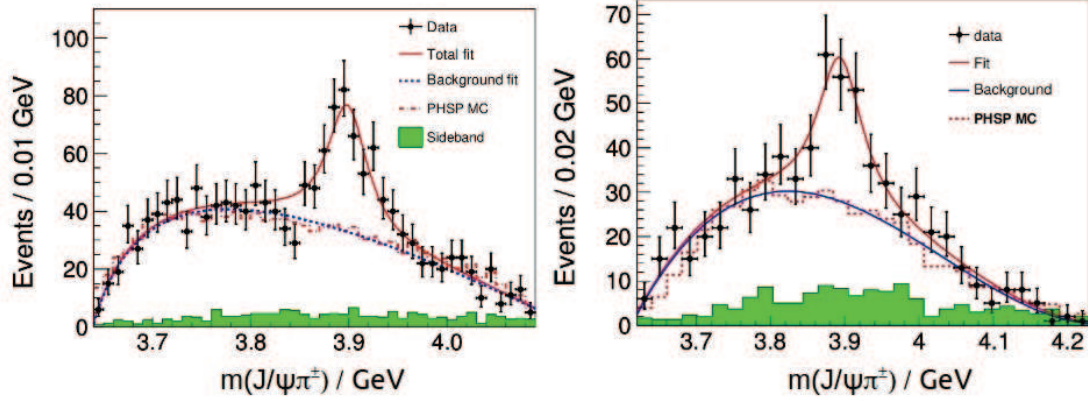 Events / 0.01 GeV
100
80
60
40
20
0
Data
Total fit
Background fit
PHSP MC
Sideband
3.7
3.8
3.9
4.0
m(J/ψπ±) / GeV
Events / 0.02 GeV
70
60
50
40
30
20
10
0
data
Fit
Background
PHSP MC
3.7
3.8
3.9
4
4.1
4.2
m(J/ψπ±) / GeV